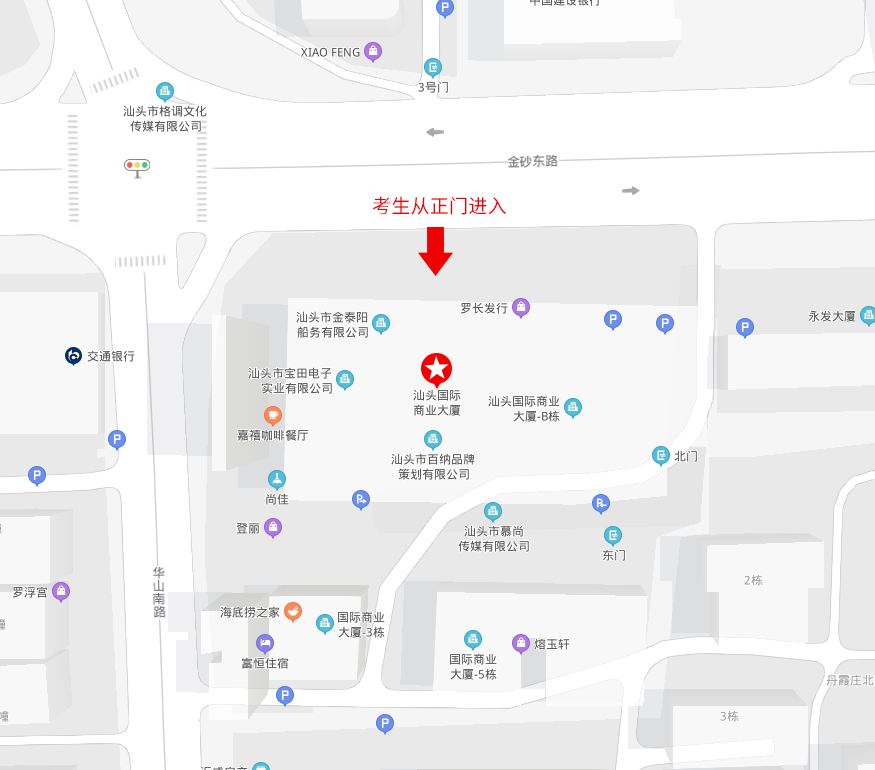 中国建设银行
XIAO FENG
3号门
汕头市格调文化
传媒有限公司
金砂东路
考生从正门进入
罗长发行
汕头市金泰阳
船务有限公司
永发大厦
交通银行
汕头市宝田电子
实业有限公司
汕头国际
商业大厦
汕头国际商业
大厦-B栋
嘉禧咖啡餐厅
汕头市百纳品牌
策划有限公司
北门
尚佳
登丽
汕头市慕尚
传媒有限公司
东门
华山南路
2栋
罗浮宫
海底捞之家
国际商业
大厦-3栋
富恒住宿
国际商业
大厦-5栋
熔玉轩
丹霞庄北
3栋